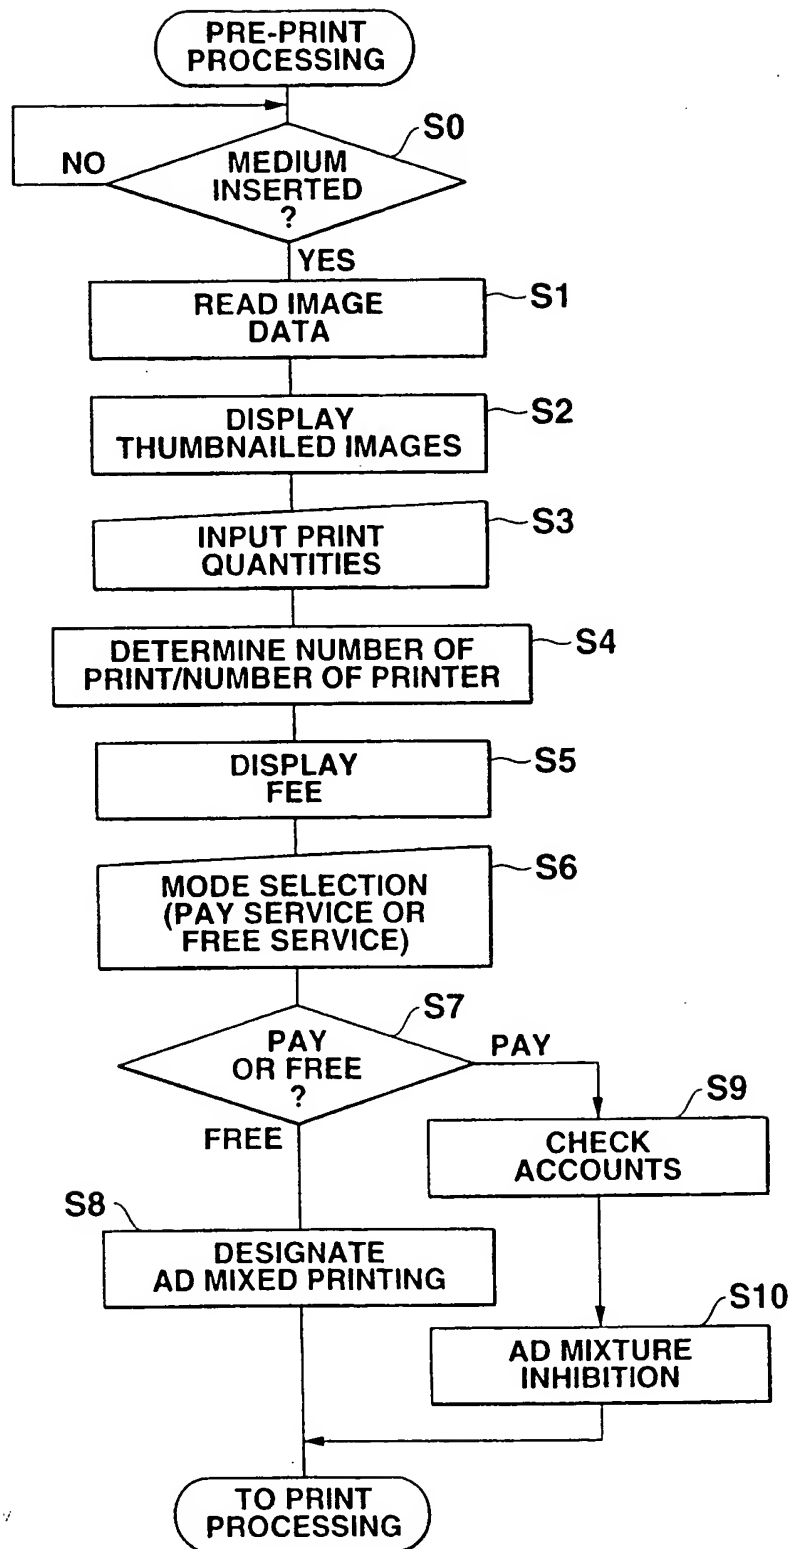 PRE-PRINT
PROCESSING
S0
NO
MEDIUM
INSERTED
?
YES
READ IMAGE
DATA
S1
DISPLAY
THUMBNAILED IMAGES
S2
INPUT PRINT
QUANTITIES
S3
DETERMINE NUMBER OF
PRINT/NUMBER OF PRINTER
S4
DISPLAY
FEE
S5
MODE SELECTION
(PAY SERVICE OR
FREE SERVICE)
S6
S7
PAY
OR FREE
?
PAY
FREE
S9
CHECK
ACCOUNTS
S8
DESIGNATE
AD MIXED PRINTING
S10
AD MIXTURE
INHIBITION
TO PRINT
PROCESSING